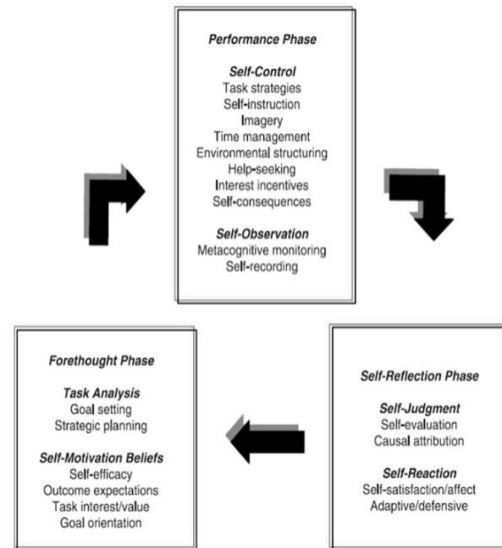 Performance Phase
Self-Control
Task strategies
Self-instruction
Imagery
Time management
Environmental structuring
Help-seeking
Interest incentives
Self-consequences
Self-Observation
Metacognitive monitoring
Self-recording
Forethought Phase
Task Analysis
Goal setting
Strategic planning
Self-Motivation Beliefs
Self-efficacy
Outcome expectations
Task interest/value
Goal orientation
Self-Reflection Phase
Self-Judgment
Self-evaluation
Causal attribution
Self-Reaction
Self-satisfaction/affect
Adaptive/defensive